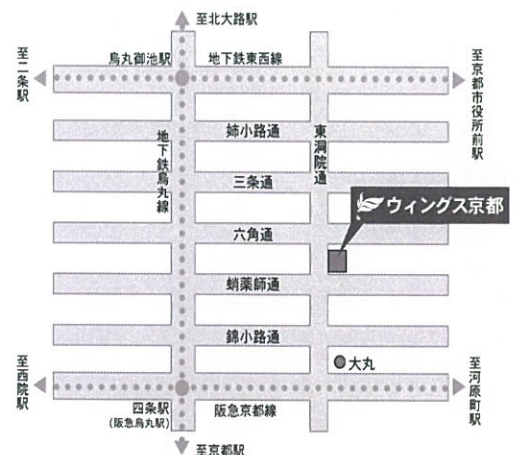 至北大路駅
烏丸御池駅
地下鉄東西線
至二条駅
至京都市役所前駅
姉小路通
地下鉄烏丸線
東洞院通
三条通
ウィングス京都
六角通
蛸薬師通
錦小路通
大丸
至西院駅
至河原町駅
四条駅
(阪急烏丸駅)
阪急京都線
至京都駅